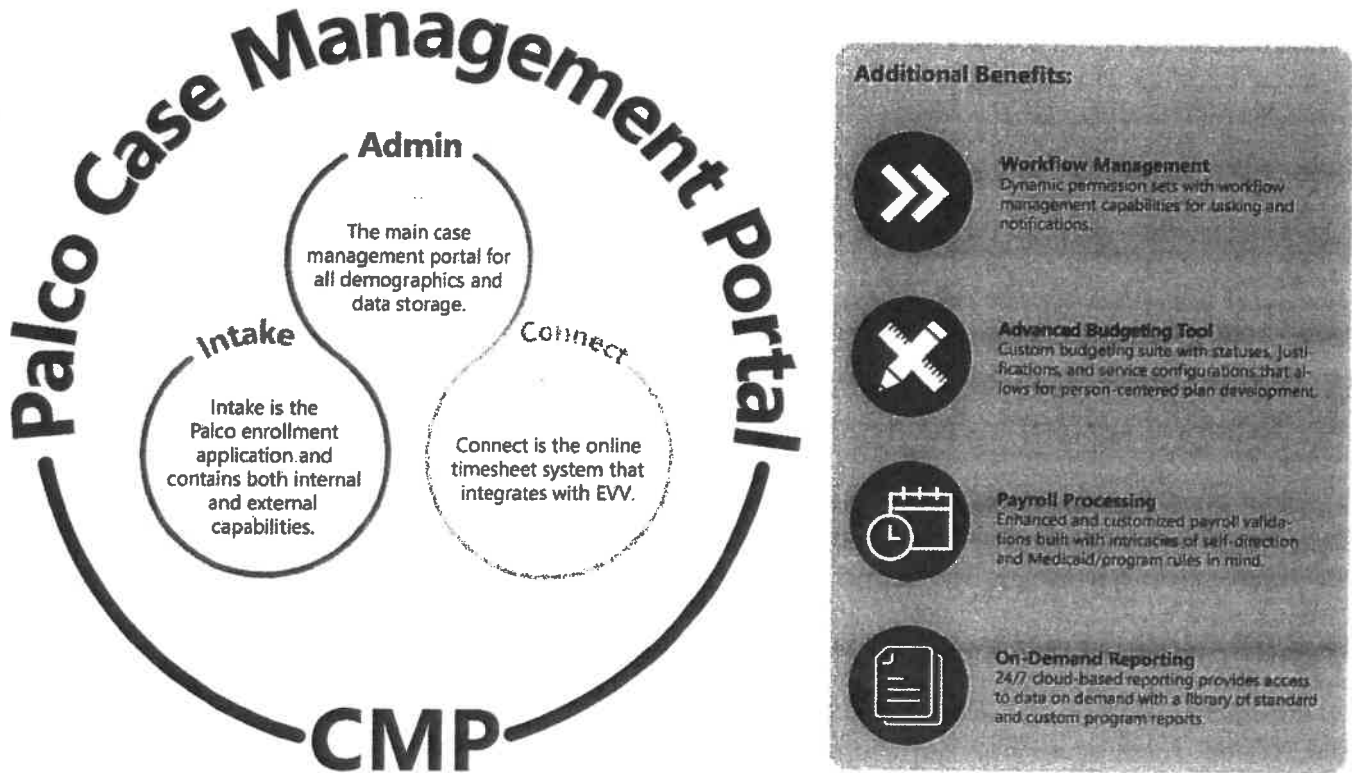 Palco Case Management Portal
Admin
The main case
management portal for
all demographics and
data storage.
Intake
Intake is the
Palco enrollment
application and
contains both internal
and external
capabilities.
Connect
Connect is the online
timesheet system that
integrates with EVV.
CMP
Additional Benefits:
Workflow Management
Dynamic permission sets with workflow
management capabilities for tasking and
notifications.
Advanced Budgeting Tool
Custom budgeting suite with statuses, justi-
fications, and service configurations that al-
lows for person-centered plan development.
Payroll Processing
Enhanced and customized payroll valida-
tions built with intricacies of self-direction
and Medicaid/program rules in mind.
On-Demand Reporting
24/7 cloud-based reporting provides access
to data on demand with a library of standard
and custom program reports.